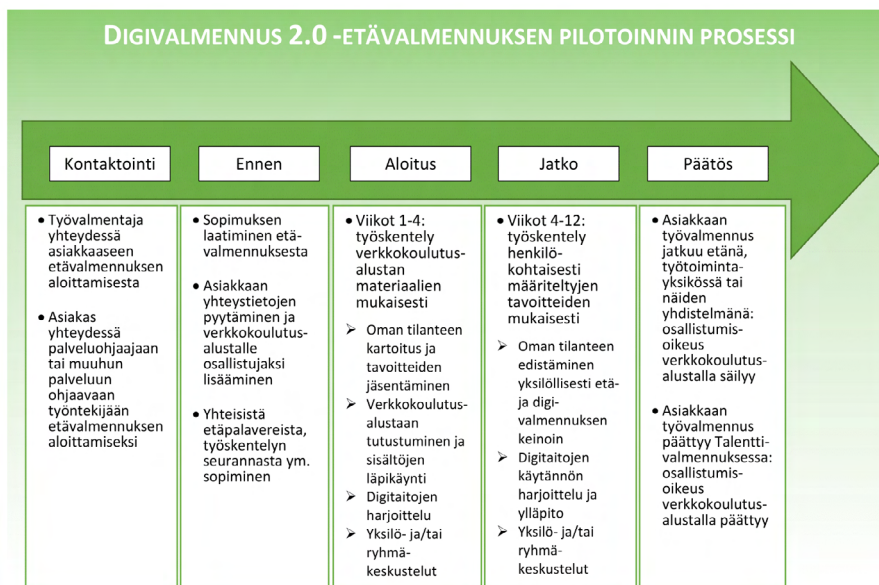 DIGIVALMENNUS 2.0 -ETÄVALMENNUKSEN PILOTOINNIN PROSESSI
Kontaktointi
Ennen
Aloitus
Jatko
Päätös
• Työvalmentaja
yhteydessä
asiakkaaseen
etävalmennuksen
aloittamisesta
• Asiakas
yhteydessä
palveluohjaajaan
tai muuhun
palveluun
ohjaavaan
työntekijään
etävalmennuksen
aloittamiseksi
• Sopimuksen
laatiminen etä-
valmennuksesta
• Asiakkaan
yhteystietojen
pyytäminen ja
verkkokoulutus-
alustalle
osallistujaksi
lisääminen
• Yhteisistä
etäpalavereista,
työskentelyn
seurannasta ym.
sopiminen
• Viikot 1-4:
työskentely
verkkokoulutus-
alustan
materiaalien
mukaisesti
➢ Oman tilanteen
kartoitus ja
tavoitteiden
jäsentäminen
➢ Verkkokoulutus-
alustaan
tutustuminen ja
sisältöjen
läpikäynti
➢ Digitaitojen
harjoittelu
➢ Yksilö- ja/tai
ryhmä-
keskustelut
• Viikot 4-12:
työskentely
henkilö-
kohtaisesti
määriteltyjen
tavoitteiden
mukaisesti
➢ Oman tilanteen
edistäminen
yksilöllisesti etä-
ja digi-
valmennuksen
keinoin
➢ Digitaitojen
käytännön
harjoittelu ja
ylläpito
➢ Yksilö- ja/tai
ryhmä-
keskustelut
• Asiakkaan
työvalmennus
jatkuu etänä,
työtoiminta-
yksikössä tai
näiden
yhdistelmänä:
osallistumis-
oikeus
verkkokoulutus-
alustalla säilyy
• Asiakkaan
työvalmennus
päättyy Talentti-
valmennuksessa:
osallistumis-
oikeus
verkkokoulutus-
alustalla päättyy